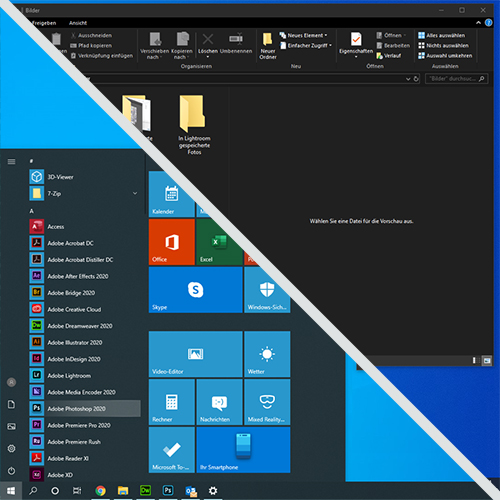 Bilder
Freigeben Ansicht
Ausschneiden
Pfad kopieren
Verknüpfung einfügen
Verschieben nach
Kopieren nach
Löschen
Umbenennen
Organisieren
Neuer Ordner
Neues Element
Einfacher Zugriff
Neu
Eigenschaften
Öffnen
Bearbeiten
Verlauf
Öffnen
Alles auswählen
Nichts auswählen
Auswahl umkehren
Auswählen
"Bilder" durchsuc...
In Lightroom
gespeicherte
Fotos
Wählen Sie eine Datei für die Vorschau aus.
#
3D-Viewer
7-Zip
A
Access
Adobe Acrobat DC
Adobe Acrobat Distiller DC
Adobe After Effects 2020
Adobe Bridge 2020
Adobe Creative Cloud
Adobe Dreamweaver 2020
Adobe Illustrator 2020
Adobe InDesign 2020
Adobe Lightroom
Adobe Media Encoder 2020
Adobe Photoshop 2020
Adobe Premiere Pro 2020
Adobe Premiere Rush
Adobe Reader XI
Adobe XD
Kalender
Office
Excel
Skype
Windows-Sich...
Video-Editor
Wetter
Rechner
Nachrichten
Mixed Reality...
Microsoft To-...
Ihr Smartphone